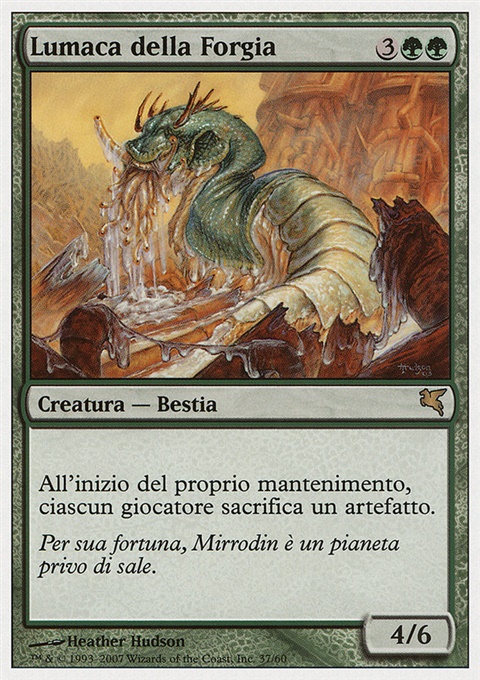 Lumaca della Forgia 3
Creatura — Bestia
All'inizio del proprio mantenimento,
ciascun giocatore sacrifica un artefatto.
Per sua fortuna, Mirrodin è un pianeta
privo di sale.
Heather Hudson
4/6
™ & © 1993–2007 Wizards of the Coast, Inc. 37/60